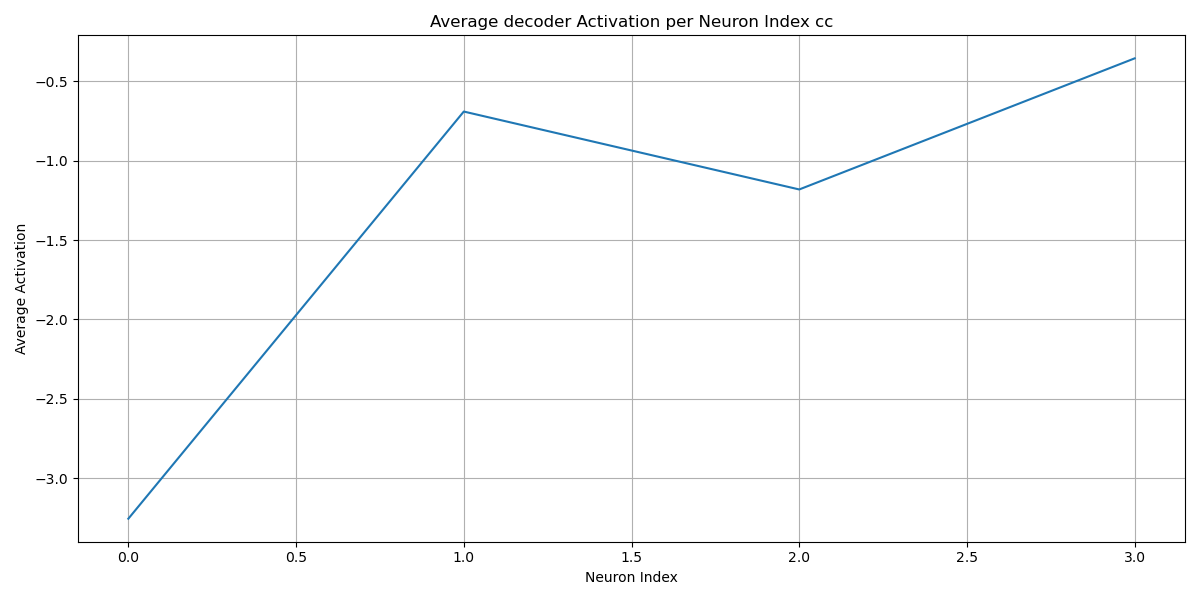 Average decoder Activation per Neuron Index cc
Average Activation
−0.5
−1.0
−1.5
−2.0
−2.5
−3.0
0.0 0.5 1.0 1.5 2.0 2.5 3.0
Neuron Index